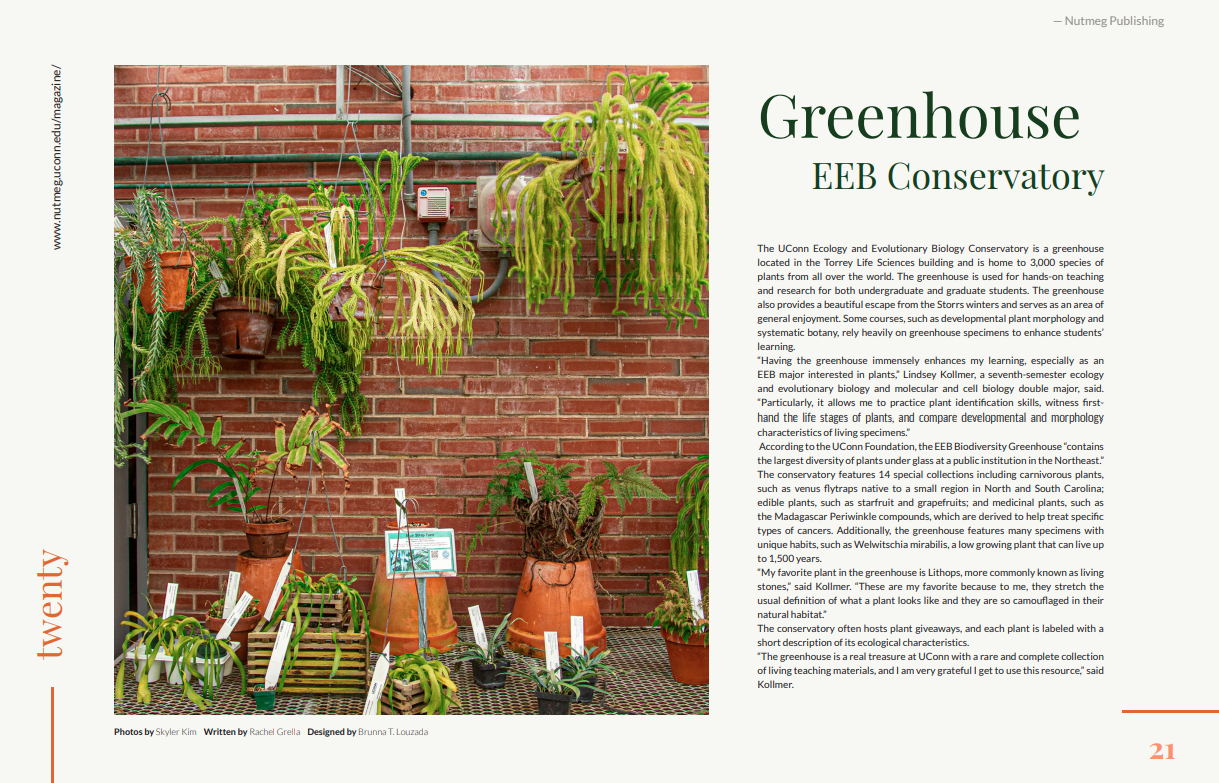 — Nutmeg Publishing
www.nutmeg.uconn.edu/magazine/
Greenhouse
EEB Conservatory
The UConn Ecology and Evolutionary Biology Conservatory is a greenhouse
located in the Torrey Life Sciences building and is home to 3,000 species of
plants from all over the world. The greenhouse is used for hands-on teaching
and research for both undergraduate and graduate students. The greenhouse
also provides a beautiful escape from the Storrs winters and serves as an area of
general enjoyment. Some courses, such as developmental plant morphology and
systematic botany, rely heavily on greenhouse specimens to enhance students’
learning.
“Having the greenhouse immensely enhances my learning, especially as an
EEB major interested in plants,” Lindsey Kollmer, a seventh-semester ecology
and evolutionary biology and molecular and cell biology double major, said.
“Particularly, it allows me to practice plant identification skills, witness first-
hand the life stages of plants, and compare developmental and morphology
characteristics of living specimens.”
According to the UConn Foundation, the EEB Biodiversity Greenhouse “contains
the largest diversity of plants under glass at a public institution in the Northeast.”
The conservatory features 14 special collections including carnivorous plants,
such as venus flytraps native to a small region in North and South Carolina;
edible plants, such as starfruit and grapefruits; and medicinal plants, such as
the Madagascar Periwinkle compounds, which are derived to help treat specific
types of cancers. Additionally, the greenhouse features many specimens with
unique habits, such as Welwitschia mirabilis, a low growing plant that can live up
to 1,500 years.
“My favorite plant in the greenhouse is Lithops, more commonly known as living
stones,” said Kollmer. “These are my favorite because to me, they stretch the
usual definition of what a plant looks like and they are so camouflaged in their
natural habitat.”
The conservatory often hosts plant giveaways, and each plant is labeled with a
short description of its ecological characteristics.
“The greenhouse is a real treasure at UConn with a rare and complete collection
of living teaching materials, and I am very grateful I get to use this resource,” said
Kollmer.
twenty
Photos by Skyler Kim Written by Rachel Grella Designed by Brunna T. Louzada
21